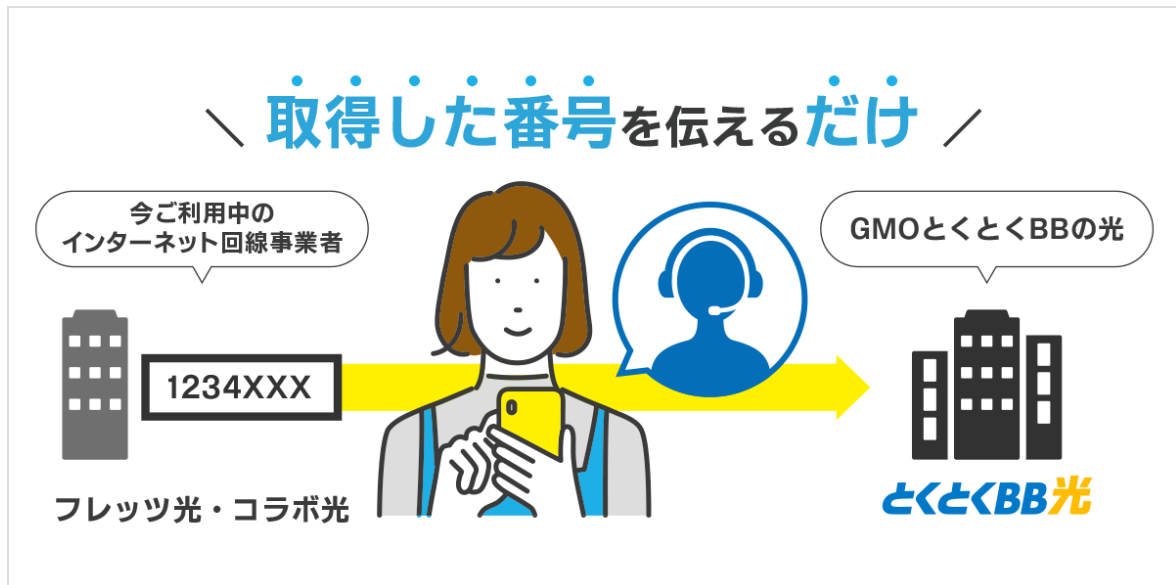 取得した番号を伝えるだけ
今ご利用中の
インターネット回線事業者
GMOとくとくBBの光
1234XXX
フレッツ光・コラボ光
とくとくBB光